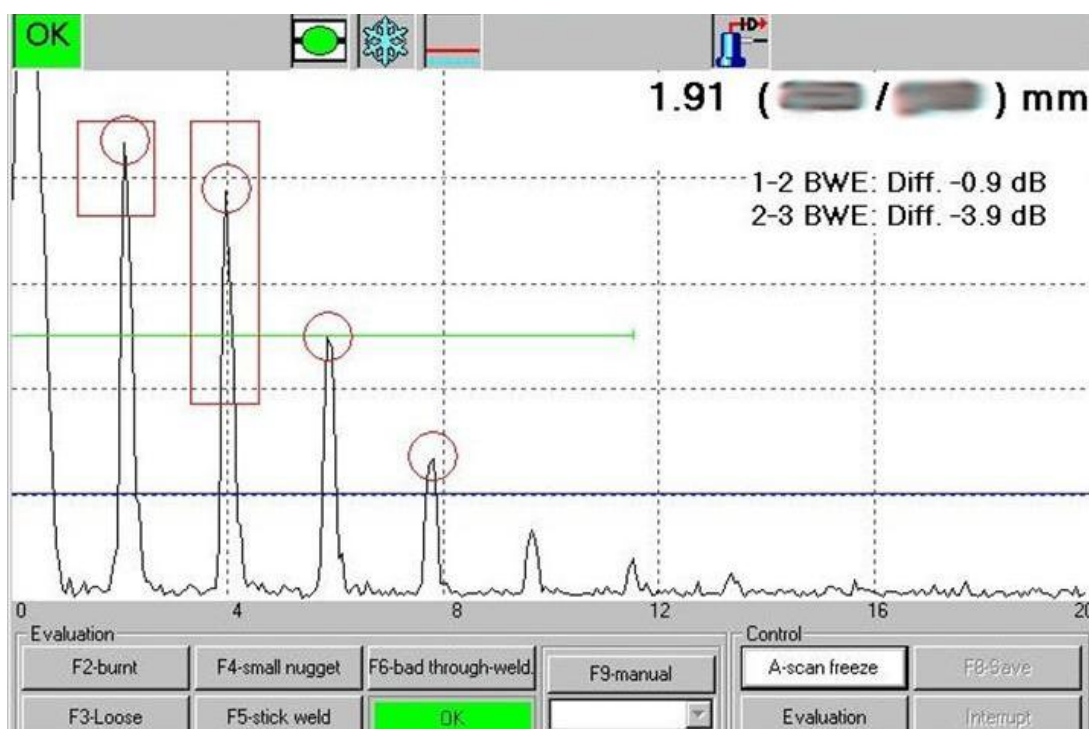 OK
ID
1.91 ( / ) mm
1-2 BWE: Diff. -0.9 dB
2-3 BWE: Diff. -3.9 dB
0 4 8 12 16 20
Evaluation
Control
F2-burnt F4-small nugget F6-bad through-weld. F9-manual A-scan freeze F8-Save
F3-Loose F5-stick weld OK Evaluation Interrupt